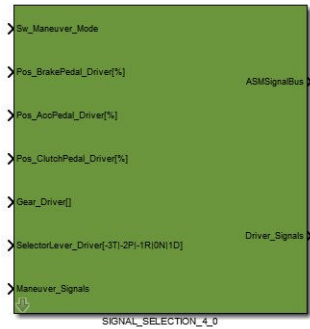 Sw_Maneuver_Mode
Pos_BrakePedal_Driver[%]
Pos_AccPedal_Driver[%]
Pos_ClutchPedal_Driver[%]
Gear_Driver[]
SelectorLever_Driver[-3T|-2P|-1R|0N|1D]
Maneuver_Signals
ASMSignalBus
Driver_Signals
SIGNAL_SELECTION_4_0